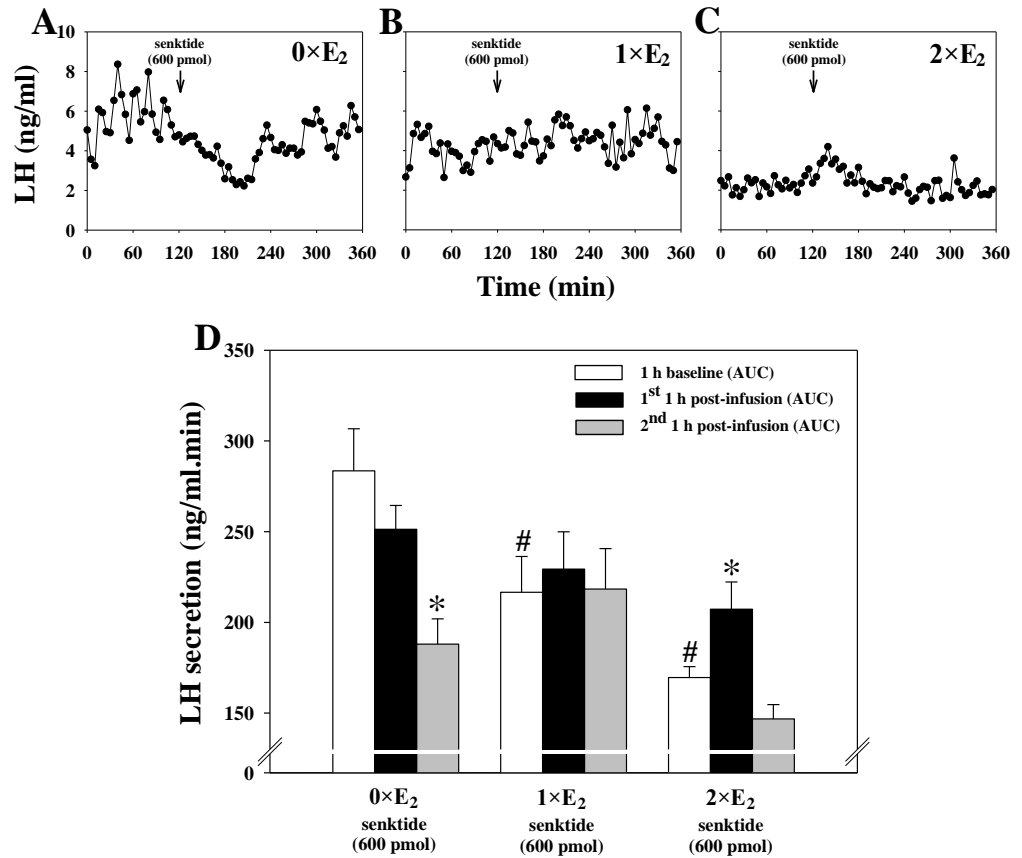 A B C
senktide senktide senktide
(600 pmol) (600 pmol) (600 pmol)
0×E2 1×E2 2×E2
LH (ng/ml)
10
8
6
4
2
0
0 60 120 180 240 300 360 0 60 120 180 240 300 360 0 60 120 180 240 300 360
Time (min)
D
LH secretion (ng/ml.min)
350
300
250
200
150
0
1 h baseline (AUC)
1st 1 h post-infusion (AUC)
2nd 1 h post-infusion (AUC)
* # # *
0×E2 1×E2 2×E2
senktide senktide senktide
(600 pmol) (600 pmol) (600 pmol)